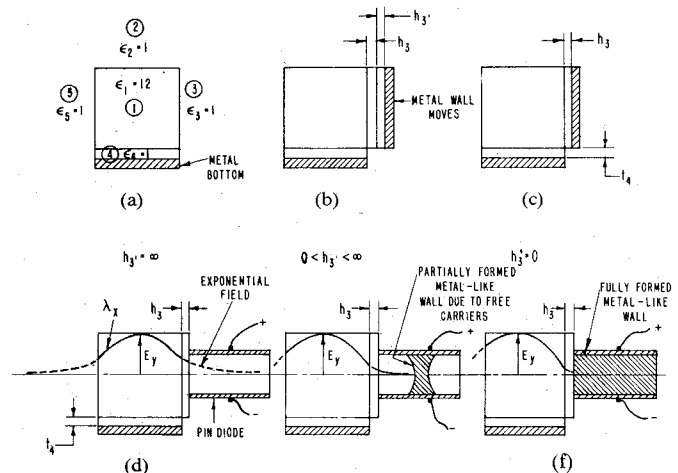 ②
ε₂=1
h₃'
h₃
h₃
⑤
ε₅=1
ε₁=12
①
③
ε₃=1
METAL WALL
MOVES
④ ε₄=1
METAL
BOTTOM
t₄
(a)
(b)
(c)
h₃'=∞
0<h₃'<∞
h₃'=0
EXPONENTIAL
FIELD
PARTIALLY FORMED
METAL-LIKE
WALL DUE TO FREE
CARRIERS
FULLY FORMED
METAL-LIKE
WALL
λx
h₃
h₃
h₃
+
+
+
Ey
Ey
Ey
t₄
PIN DIODE
-
-
-
(d)
(f)